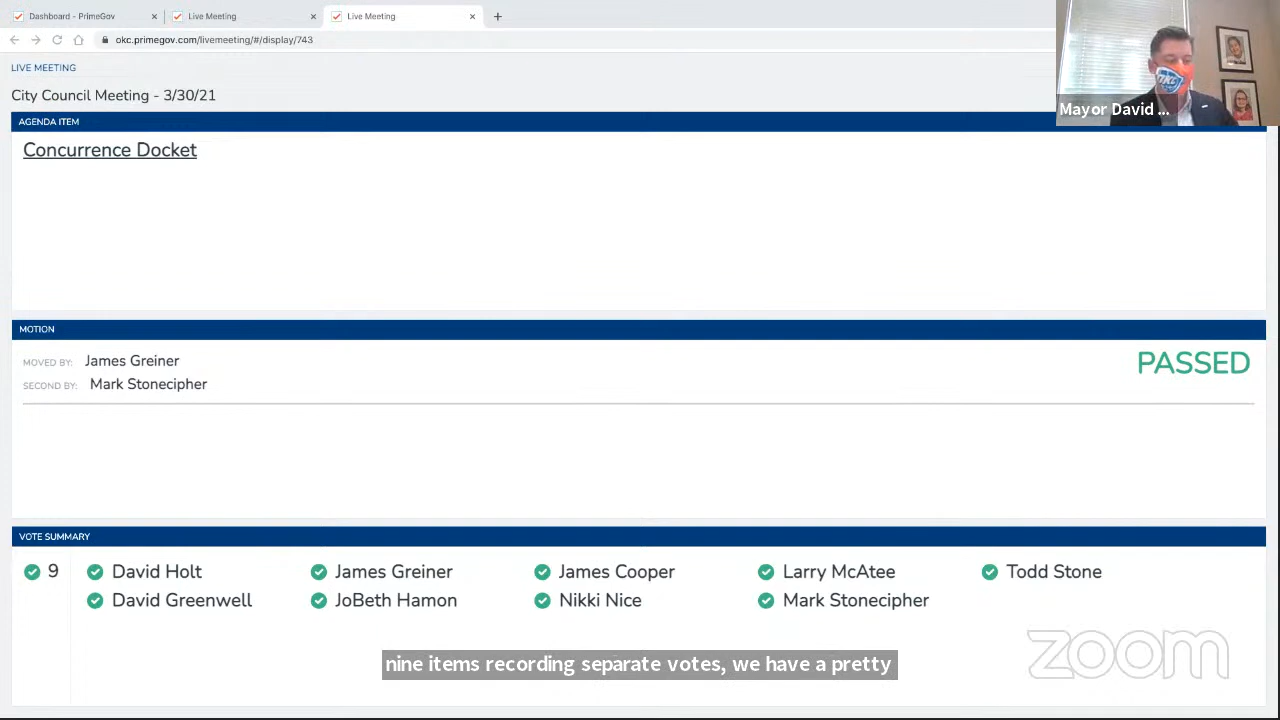 Dashboard - PrimeGov
Live Meeting
Live Meeting
okc.primegov.com/livemeeting/#/display/743
LIVE MEETING
City Council Meeting - 3/30/21
Mayor David ...
AGENDA ITEM
Concurrence Docket
MOTION
MOVED BY: James Greiner
PASSED
SECOND BY: Mark Stonecipher
VOTE SUMMARY
9 David Holt James Greiner James Cooper Larry McAtee Todd Stone
David Greenwell JoBeth Hamon Nikki Nice Mark Stonecipher
zoom
nine items recording separate votes, we have a pretty